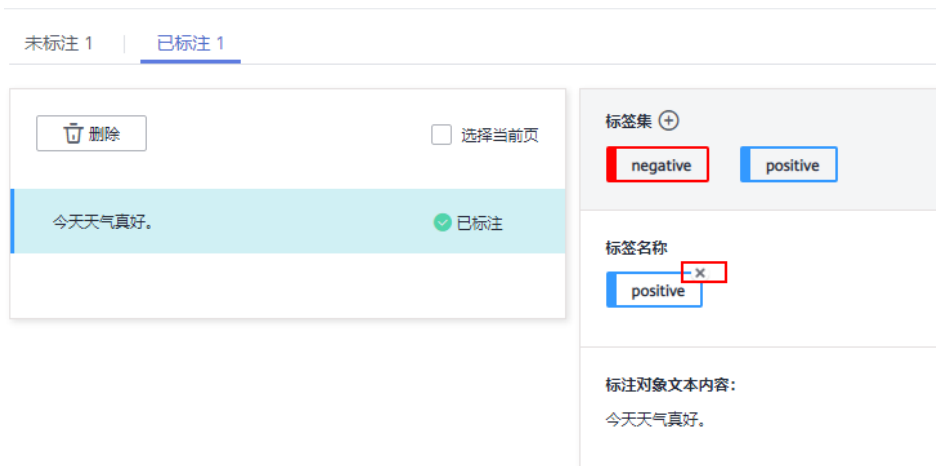 未标注 1
已标注 1
删除
选择当前页
今天天气真好。
已标注
标签集
negative
positive
标签名称
positive
标注对象文本内容：
今天天气真好。